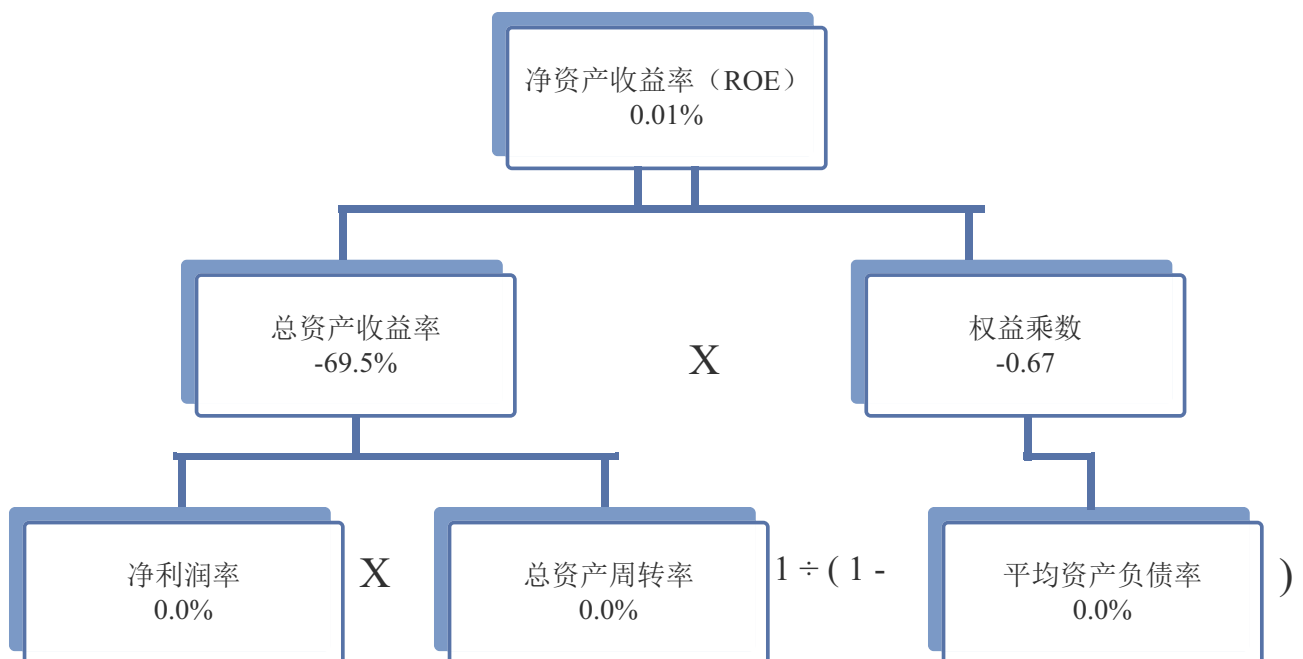 净资产收益率（ROE）
0.01%
总资产收益率
-69.5%
X
权益乘数
-0.67
净利润率
0.0%
X
总资产周转率
0.0%
1 ÷ ( 1 -
平均资产负债率
0.0%
)